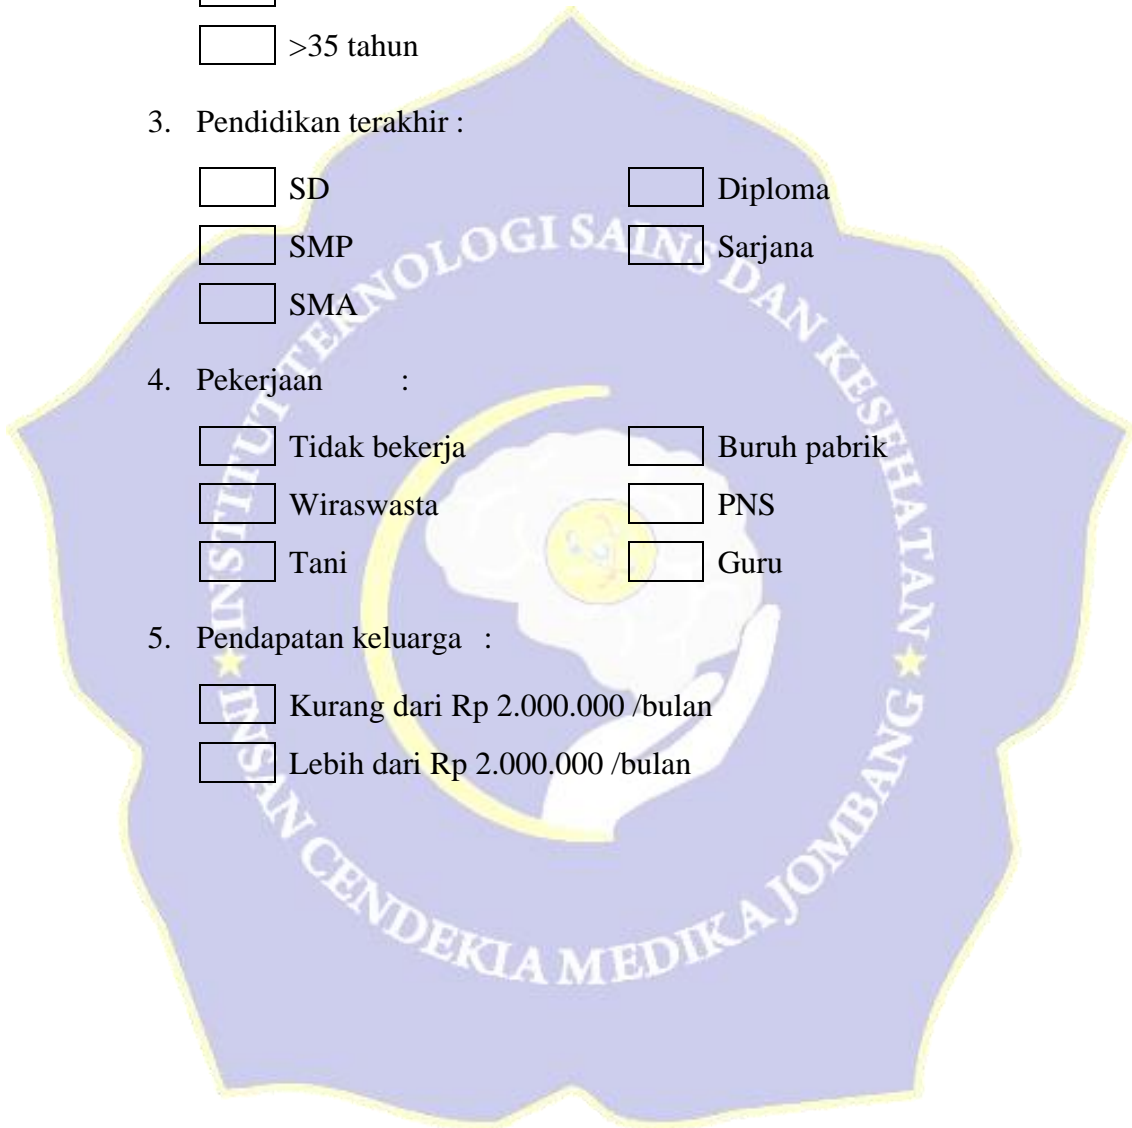 >35 tahun
3. Pendidikan terakhir :
SD Diploma
SMP Sarjana
SMA
4. Pekerjaan :
Tidak bekerja Buruh pabrik
Wiraswasta PNS
Tani Guru
5. Pendapatan keluarga :
Kurang dari Rp 2.000.000 /bulan
Lebih dari Rp 2.000.000 /bulan
INSTITUT TEKNOLOGI SAINS DAN KESEHATAN
INSAN CENDEKIA MEDIKA JOMBANG